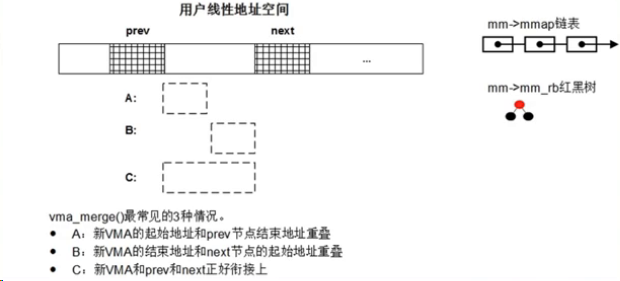 用户线性地址空间
prev
next
...
mm->mmap链表
mm->mm_rb红黑树
A:
B:
C:
vma_merge()最常见的3种情况。
● A：新VMA的起始地址和prev节点结束地址重叠
● B：新VMA的结束地址和next节点的起始地址重叠
● C：新VMA和prev和next正好衔接上